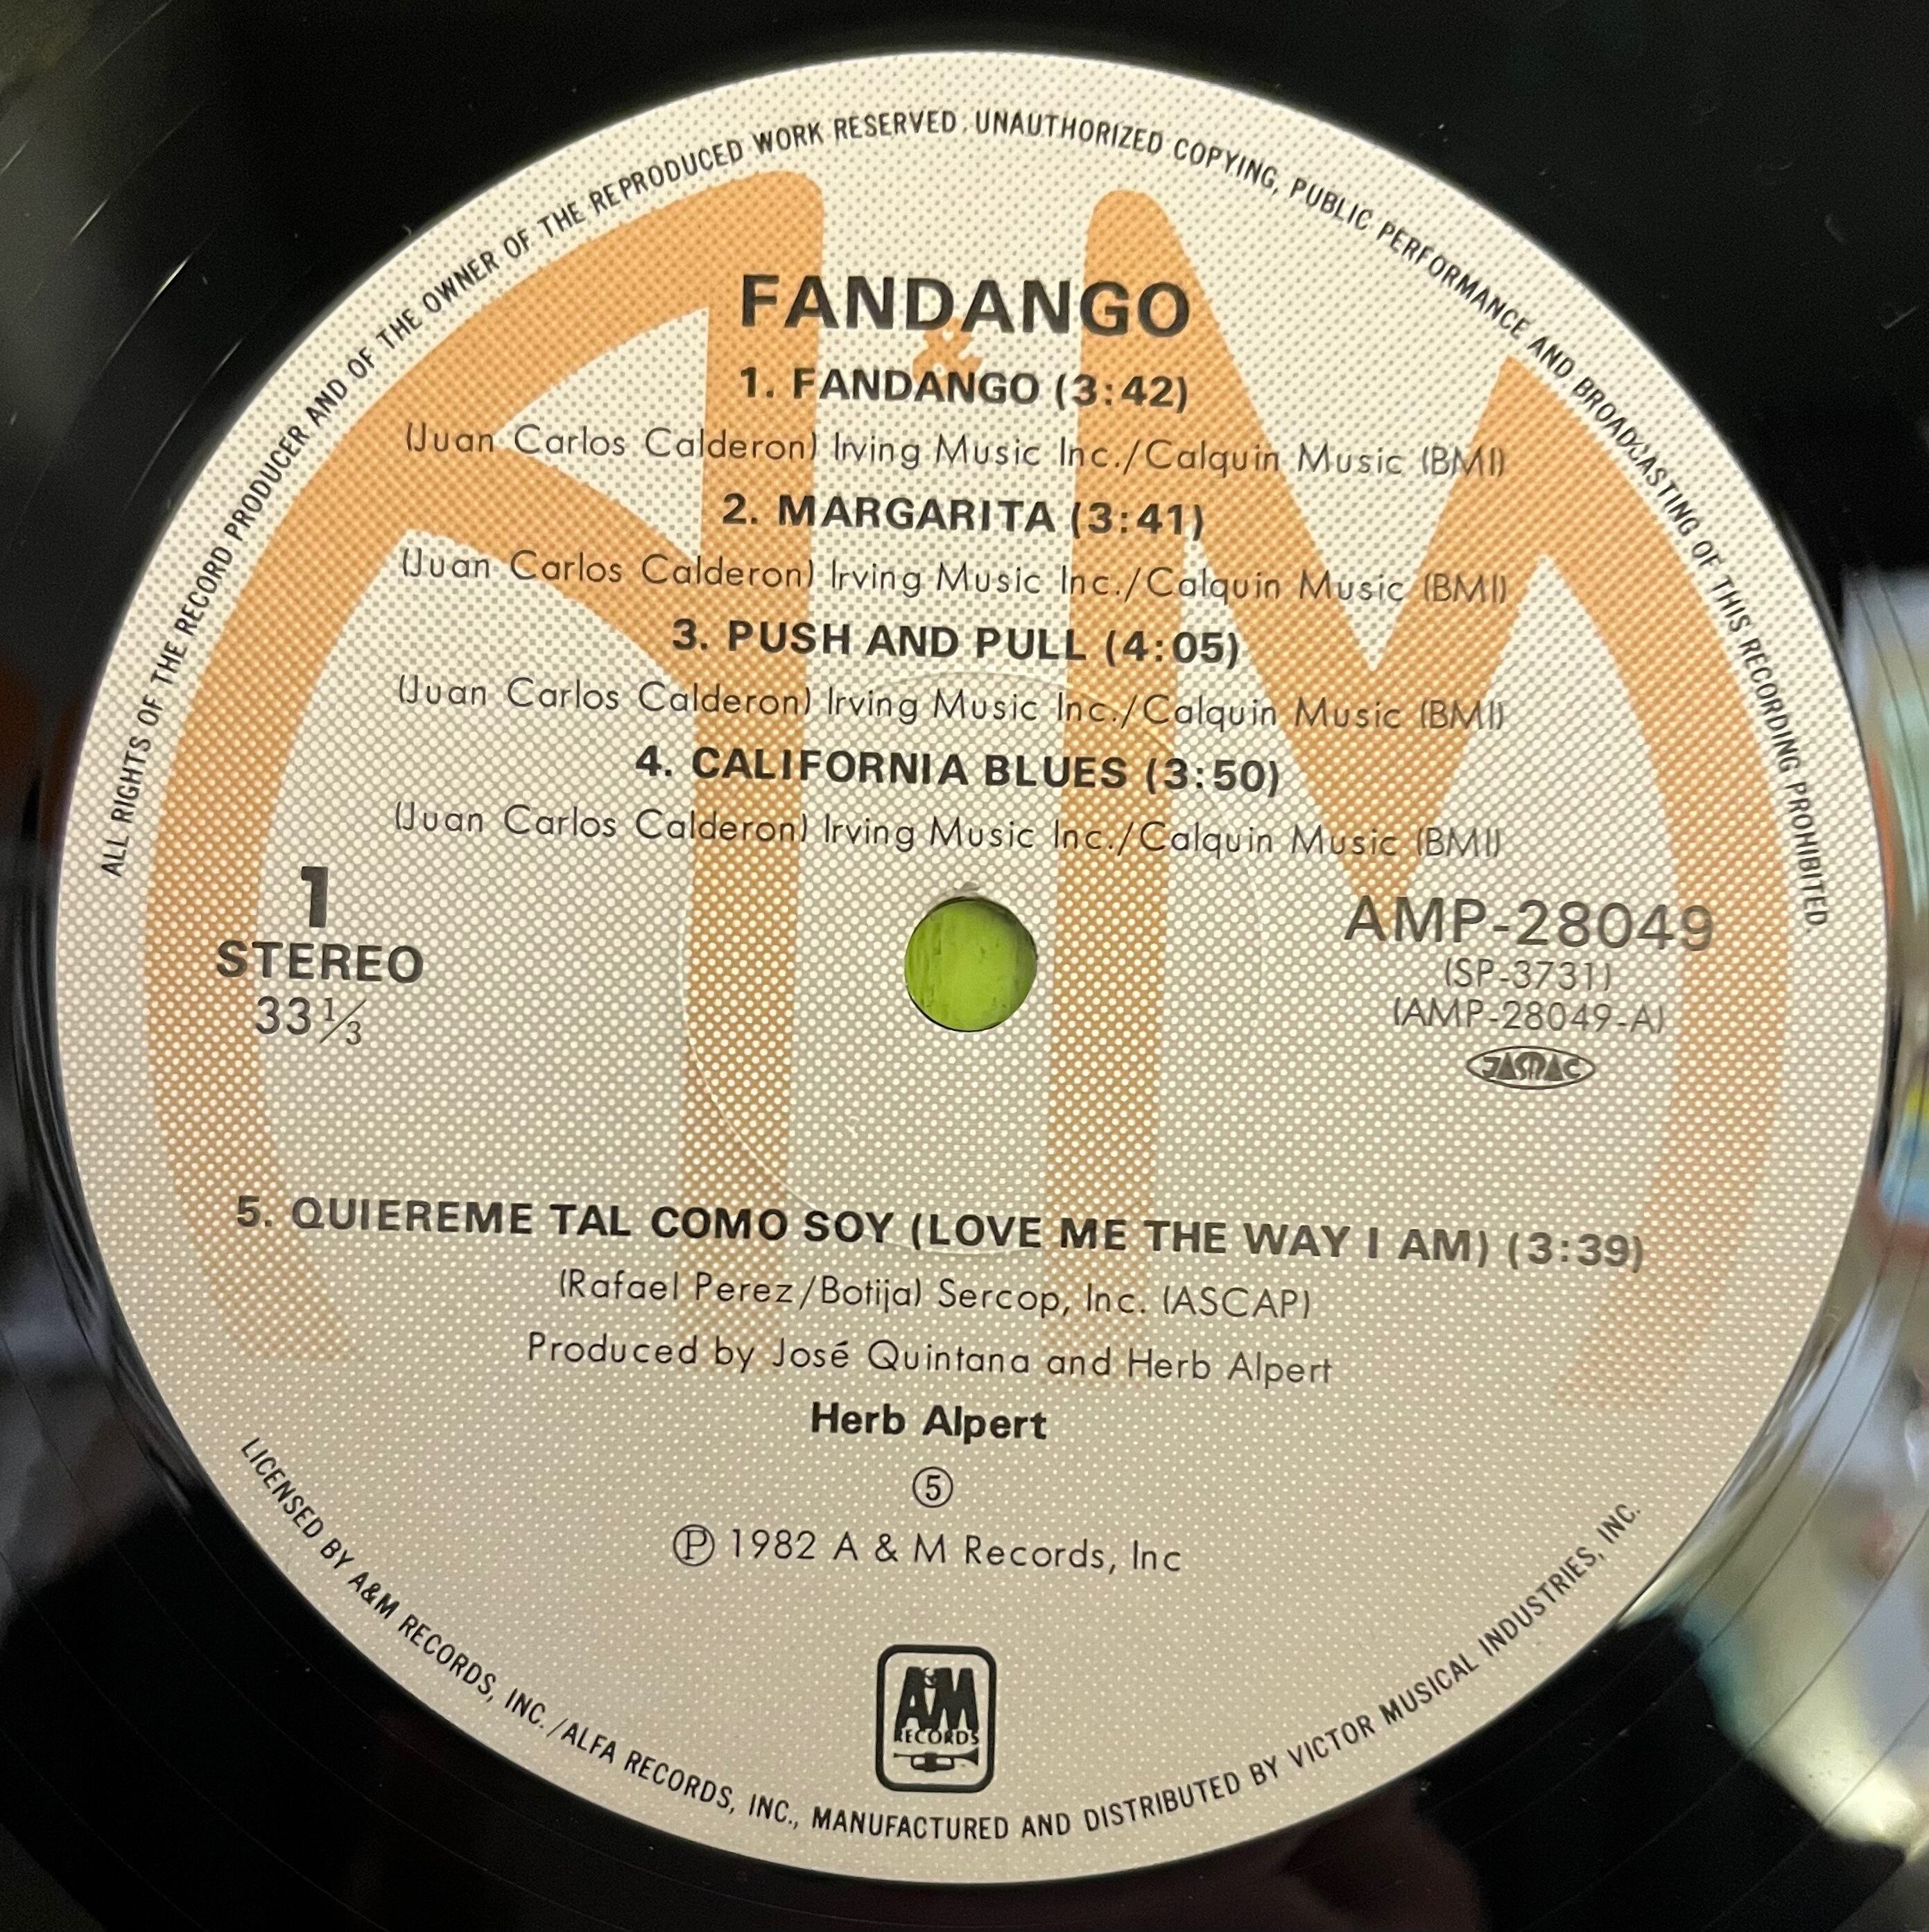 ALL RIGHTS OF THE RECORD PRODUCER AND OF THE OWNER OF THE REPRODUCED WORK RESERVED. UNAUTHORIZED COPYING, PUBLIC PERFORMANCE AND BROADCASTING OF THIS RECORDING PROHIBITED
A&M
FANDANGO
1. FANDANGO (3:42)
(Juan Carlos Calderon) Irving Music Inc./Calquin Music (BMI)
2. MARGARITA (3:41)
(Juan Carlos Calderon) Irving Music Inc./Calquin Music (BMI)
3. PUSH AND PULL (4:05)
(Juan Carlos Calderon) Irving Music Inc./Calquin Music (BMI)
4. CALIFORNIA BLUES (3:50)
(Juan Carlos Calderon) Irving Music Inc./Calquin Music (BMI)
1
STEREO
33 1/3
AMP-28049
(SP-3731)
(AMP-28049-A)
JASRAC
5. QUIEREME TAL COMO SOY (LOVE ME THE WAY I AM) (3:39)
(Rafael Perez/Botija) Sercop, Inc. (ASCAP)
Produced by José Quintana and Herb Alpert
Herb Alpert
⑤
℗ 1982 A & M Records, Inc
A&M
RECORDS
LICENSED BY A&M RECORDS, INC./ALFA RECORDS, INC., MANUFACTURED AND DISTRIBUTED BY VICTOR MUSICAL INDUSTRIES, INC.